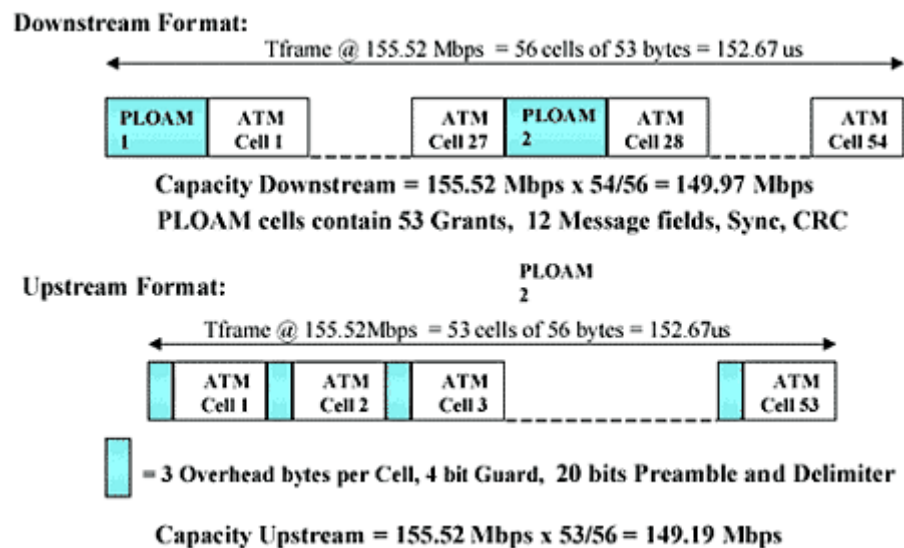 Downstream Format:
Tframe @ 155.52 Mbps = 56 cells of 53 bytes = 152.67 us
PLOAM 1
ATM Cell 1
ATM Cell 27
PLOAM 2
ATM Cell 28
ATM Cell 54
Capacity Downstream = 155.52 Mbps x 54/56 = 149.97 Mbps
PLOAM cells contain 53 Grants, 12 Message fields, Sync, CRC
PLOAM 2
Upstream Format:
Tframe @ 155.52Mbps = 53 cells of 56 bytes = 152.67us
ATM Cell 1
ATM Cell 2
ATM Cell 3
ATM Cell 53
= 3 Overhead bytes per Cell, 4 bit Guard, 20 bits Preamble and Delimiter
Capacity Upstream = 155.52 Mbps x 53/56 = 149.19 Mbps